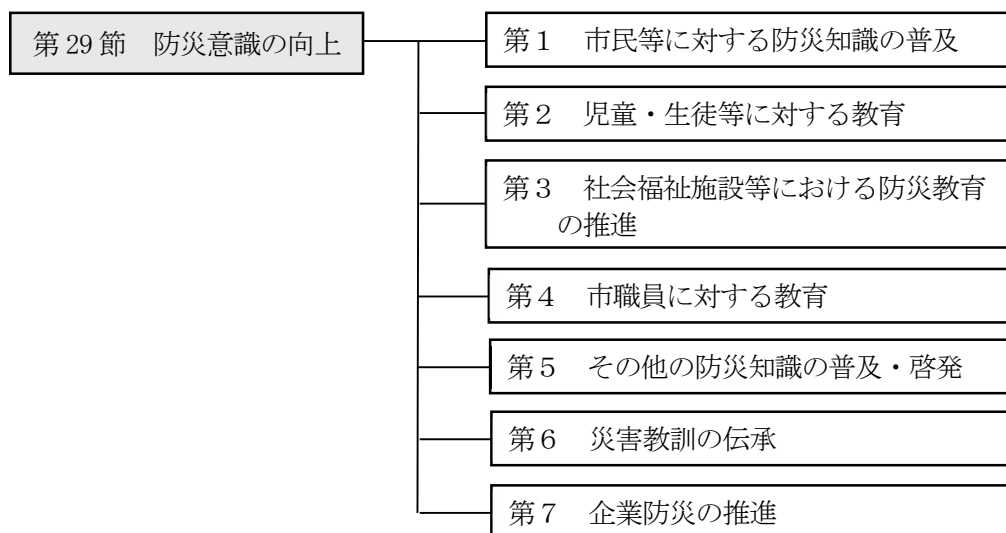 第29節　防災意識の向上
第１　市民等に対する防災知識の普及
第２　児童・生徒等に対する教育
第３　社会福祉施設等における防災教育
の推進
第４　市職員に対する教育
第５　その他の防災知識の普及・啓発
第６　災害教訓の伝承
第７　企業防災の推進